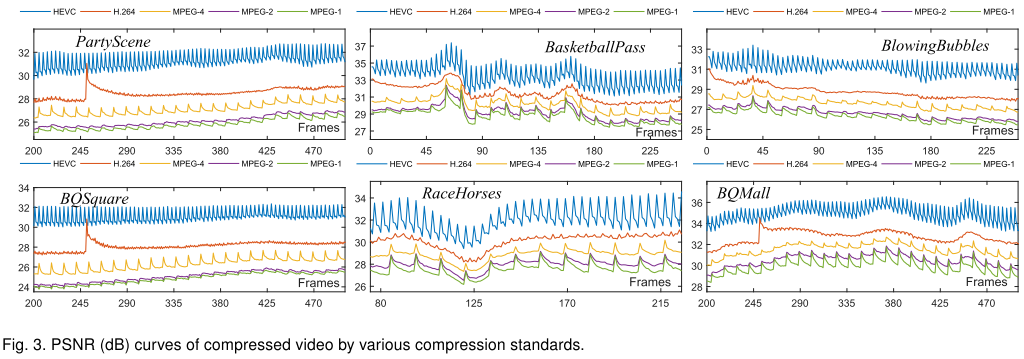 HEVC H.264 MPEG-4 MPEG-2 MPEG-1
PartyScene
32
30
28
26
Frames
200 245 290 335 380 425 470
HEVC H.264 MPEG-4 MPEG-2 MPEG-1
BasketballPass
37
35
33
31
29
27
Frames
0 45 90 135 180 225
HEVC H.264 MPEG-4 MPEG-2 MPEG-1
BlowingBubbles
33
31
29
27
25
Frames
0 45 90 135 180 225
HEVC H.264 MPEG-4 MPEG-2 MPEG-1
BQSquare
34
32
30
28
26
24
Frames
200 245 290 335 380 425 470
HEVC H.264 MPEG-4 MPEG-2 MPEG-1
RaceHorses
34
32
30
28
26
Frames
80 125 170 215
HEVC H.264 MPEG-4 MPEG-2 MPEG-1
BQMall
36
34
32
30
28
Frames
200 245 290 335 380 425 470
Fig. 3. PSNR (dB) curves of compressed video by various compression standards.